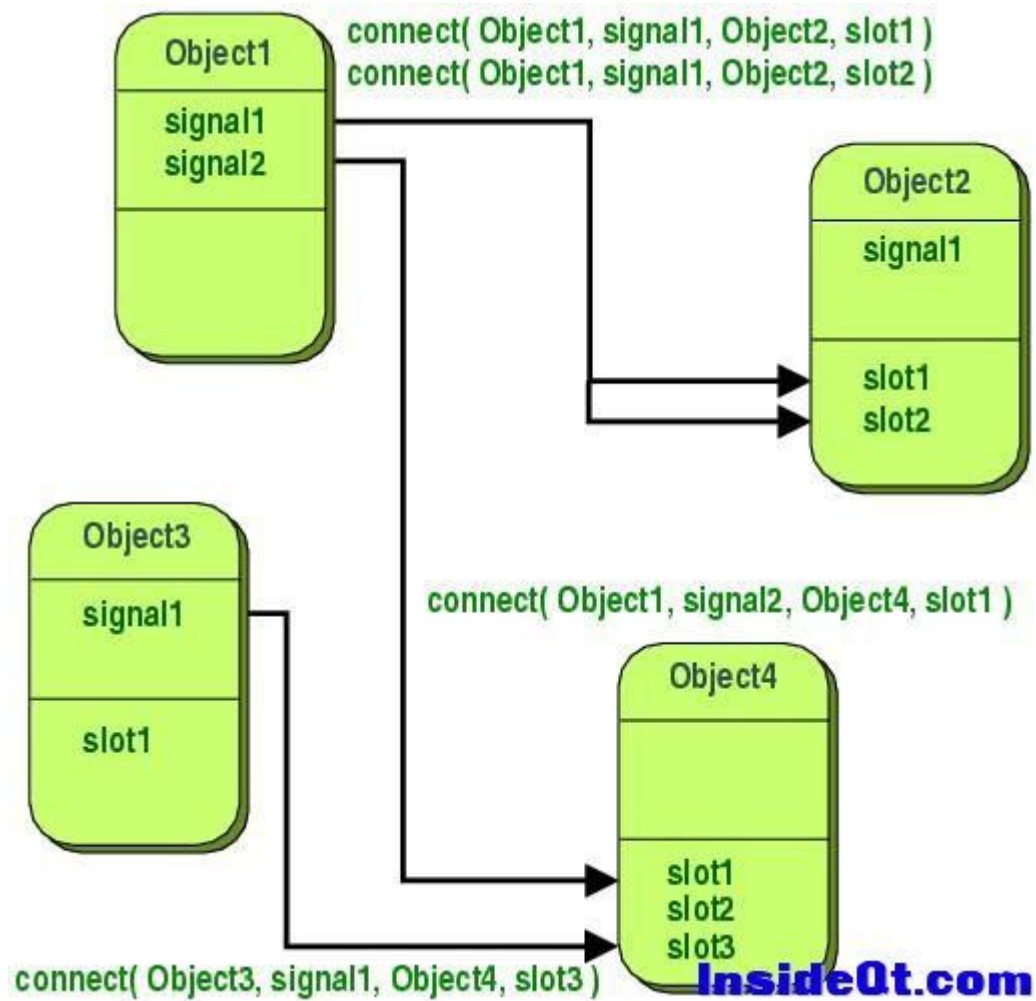 Object1
connect( Object1, signal1, Object2, slot1 )
connect( Object1, signal1, Object2, slot2 )
signal1
signal2
Object2
signal1
slot1
slot2
Object3
signal1
slot1
connect( Object1, signal2, Object4, slot1 )
Object4
slot1
slot2
slot3
connect( Object3, signal1, Object4, slot3 )
InsideQt.com